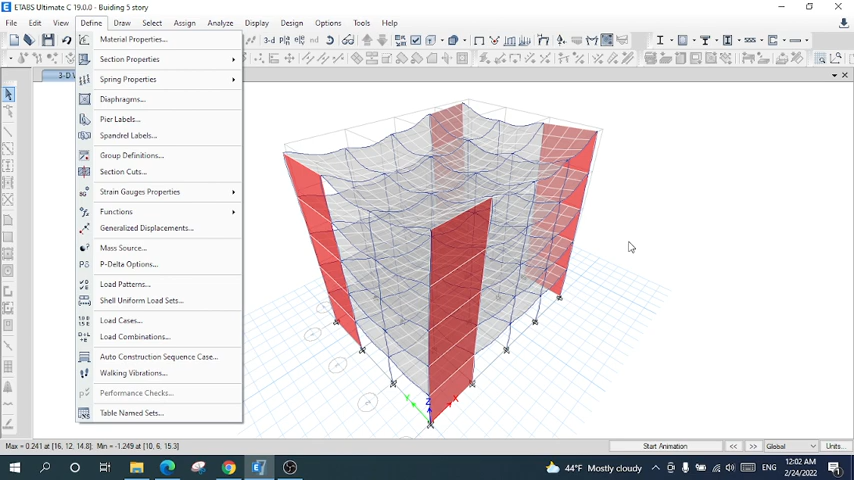 ETABS Ultimate C 19.0.0 - Buiding 5 story
File Edit View Define Draw Select Assign Analyze Display Design Options Tools Help
3-d
3-D V
Material Properties...
Section Properties
Spring Properties
Diaphragms...
Pier Labels...
Spandrel Labels...
Group Definitions...
Section Cuts...
Strain Gauges Properties
Functions
Generalized Displacements...
Mass Source...
P-Delta Options...
Load Patterns...
Shell Uniform Load Sets...
Load Cases...
Load Combinations...
Auto Construction Sequence Case...
Walking Vibrations...
Performance Checks...
Table Named Sets...
Z
Y
X
Max = 0.241 at [16, 12, 14.8]; Min = -1.249 at [10, 6, 15.3]
Start Animation
<<
>>
Global
Units...
44°F Mostly cloudy
ENG
12:02 AM
2/24/2022